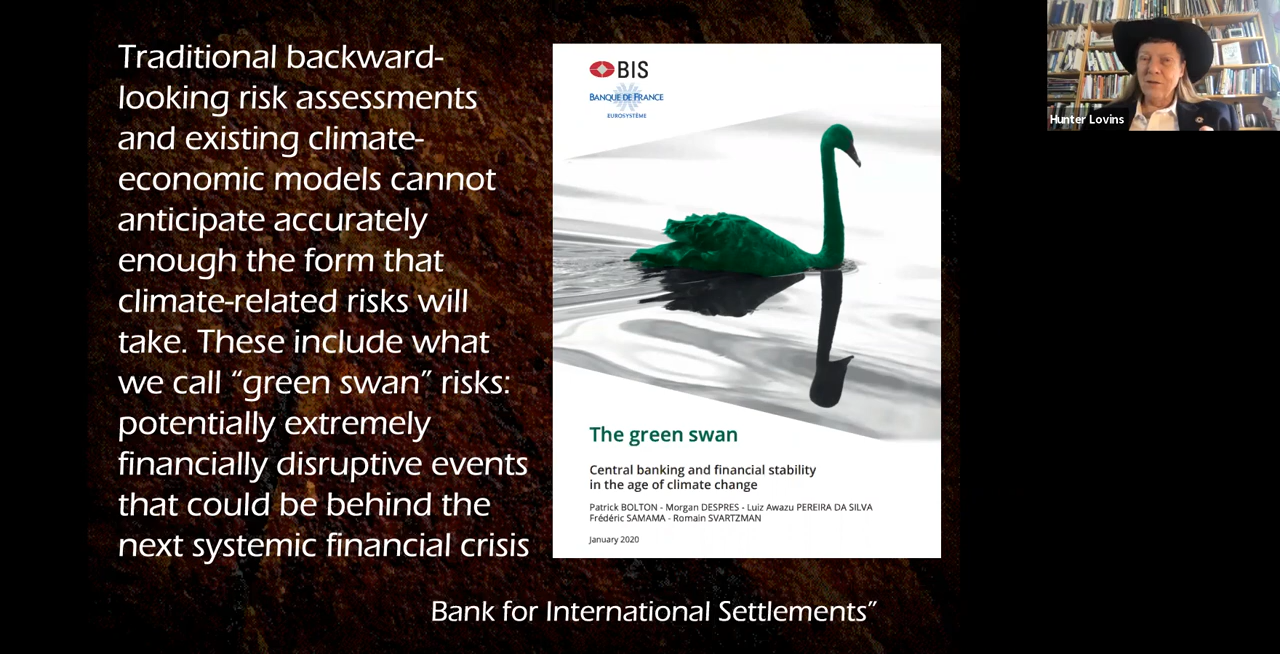 Traditional backward-
looking risk assessments
and existing climate-
economic models cannot
anticipate accurately
enough the form that
climate-related risks will
take. These include what
we call “green swan” risks:
potentially extremely
financially disruptive events
that could be behind the
next systemic financial crisis
Bank for International Settlements”
BIS
BANQUE DE FRANCE
EUROSYSTÈME
The green swan
Central banking and financial stability
in the age of climate change
Patrick BOLTON - Morgan DESPRES - Luiz Awazu PEREIRA DA SILVA
Frédéric SAMAMA - Romain SVARTZMAN
January 2020
Hunter Lovins